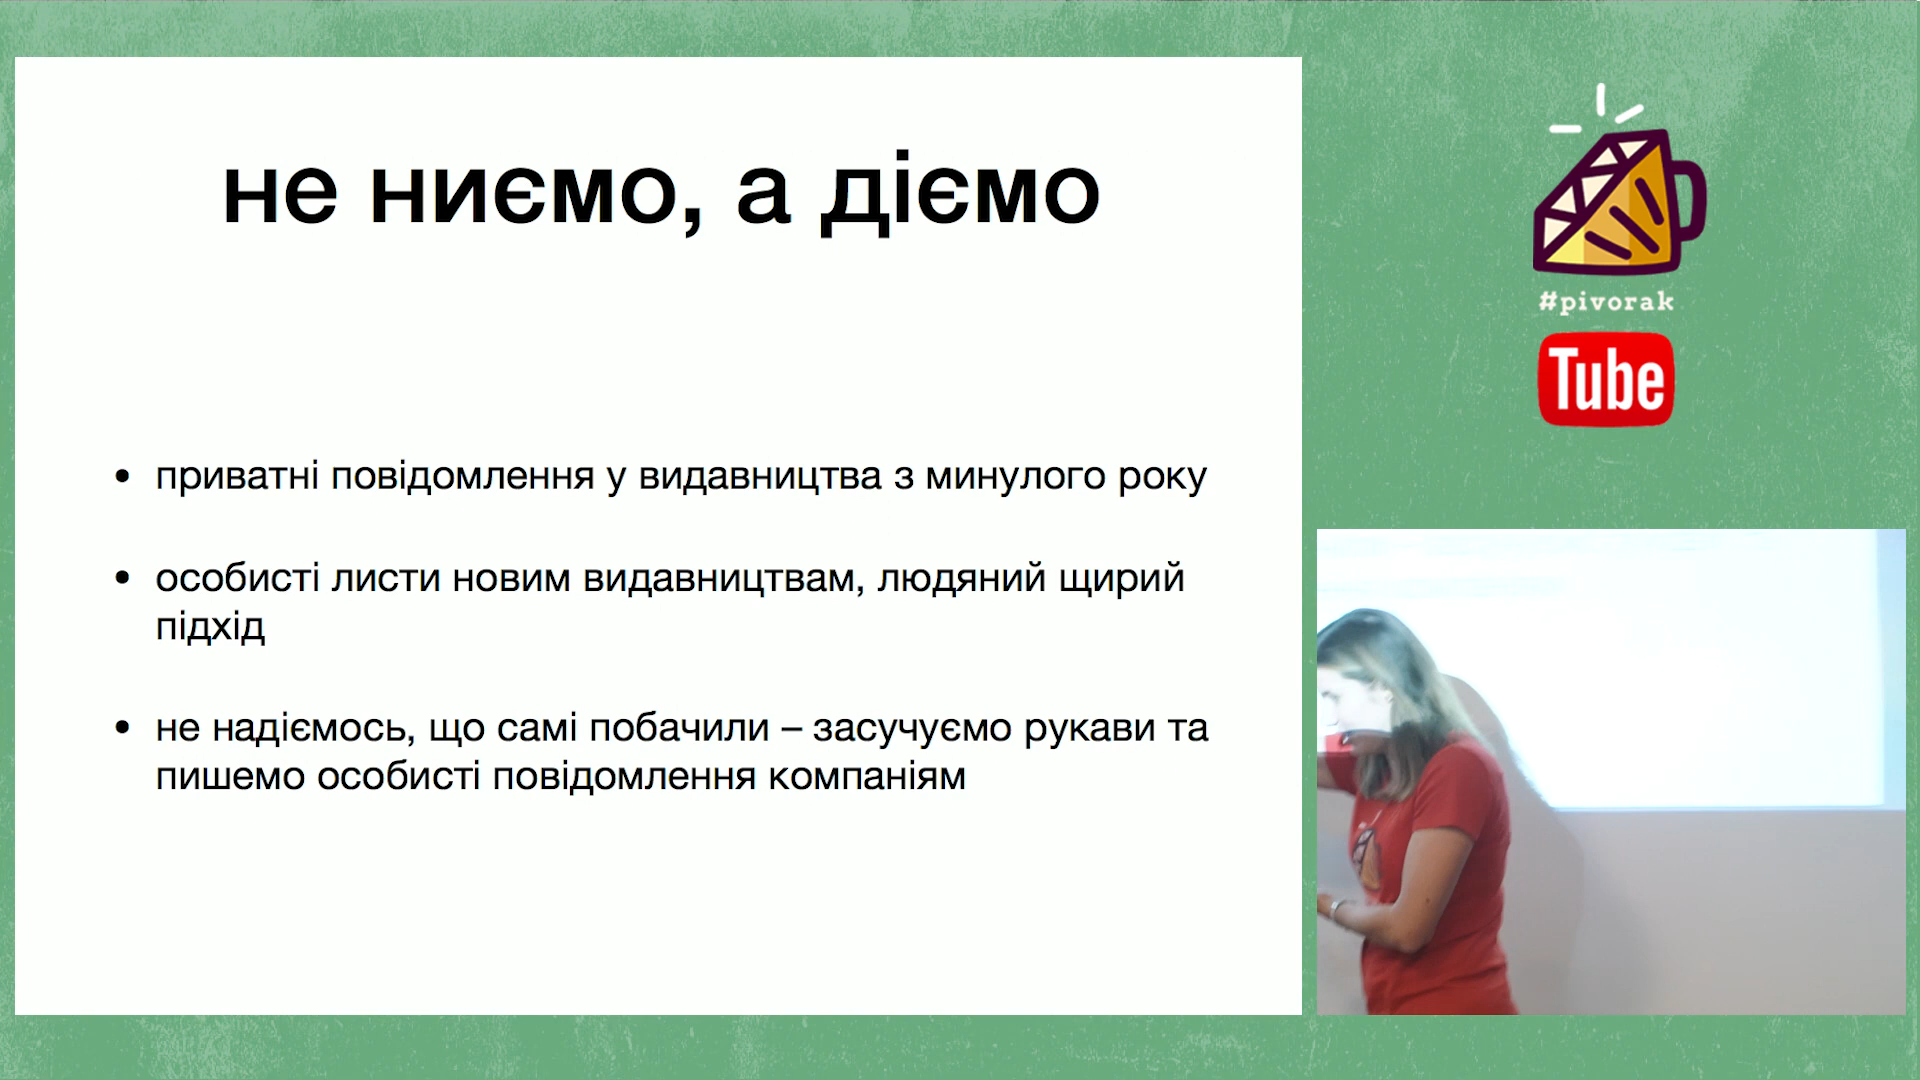 не ниємо, а діємо
• приватні повідомлення у видавництва з минулого року
• особисті листи новим видавництвам, людяний щирий
підхід
• не надіємось, що самі побачили – засучуємо рукави та
пишемо особисті повідомлення компаніям
#pivorak
Tube